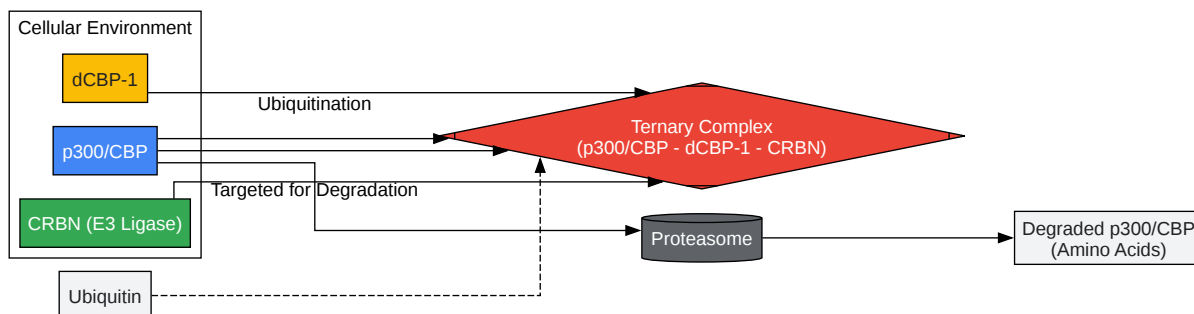 Cellular Environment
dCBP-1
Ubiquitination
p300/CBP
Ternary Complex
(p300/CBP - dCBP-1 - CRBN)
Targeted for Degradation
CRBN (E3 Ligase)
Proteasome
Degraded p300/CBP
(Amino Acids)
Ubiquitin